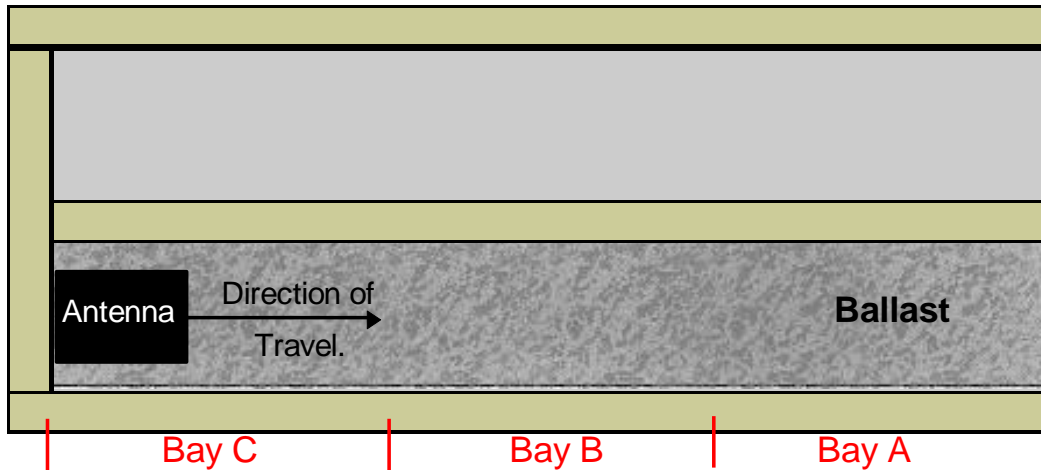 Antenna
Direction of
Travel.
Ballast
Bay C
Bay B
Bay A